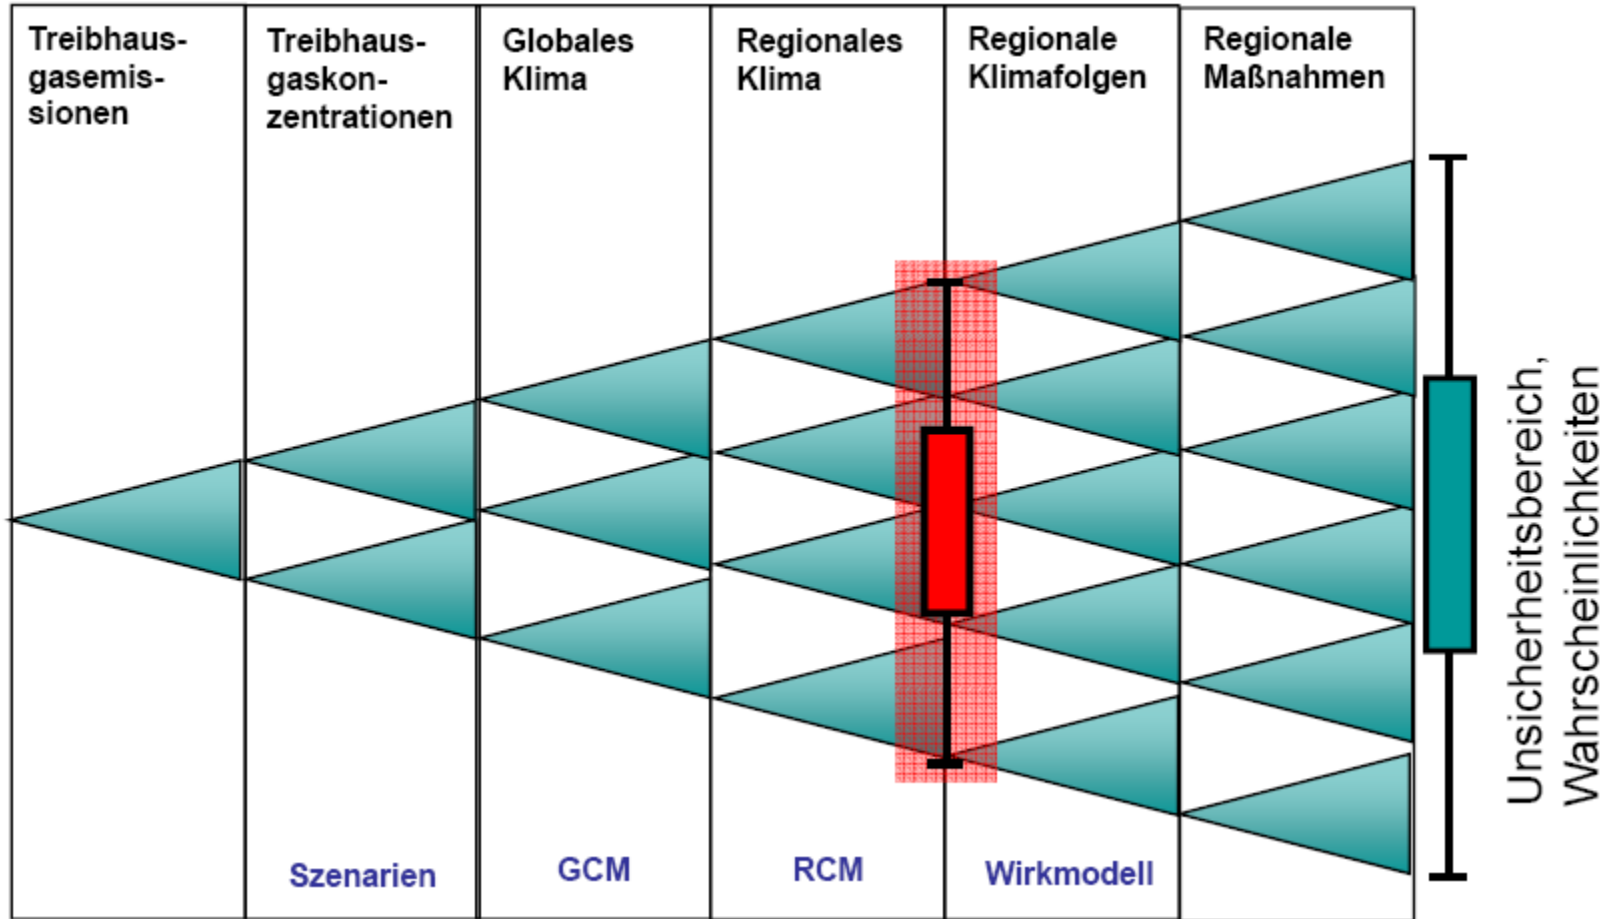 Treibhaus-
gasemis-
sionen
Treibhaus-
gaskon-
zentrationen
Globales
Klima
Regionales
Klima
Regionale
Klimafolgen
Regionale
Maßnahmen
Szenarien
GCM
RCM
Wirkmodell
Unsicherheitsbereich,
Wahrscheinlichkeiten